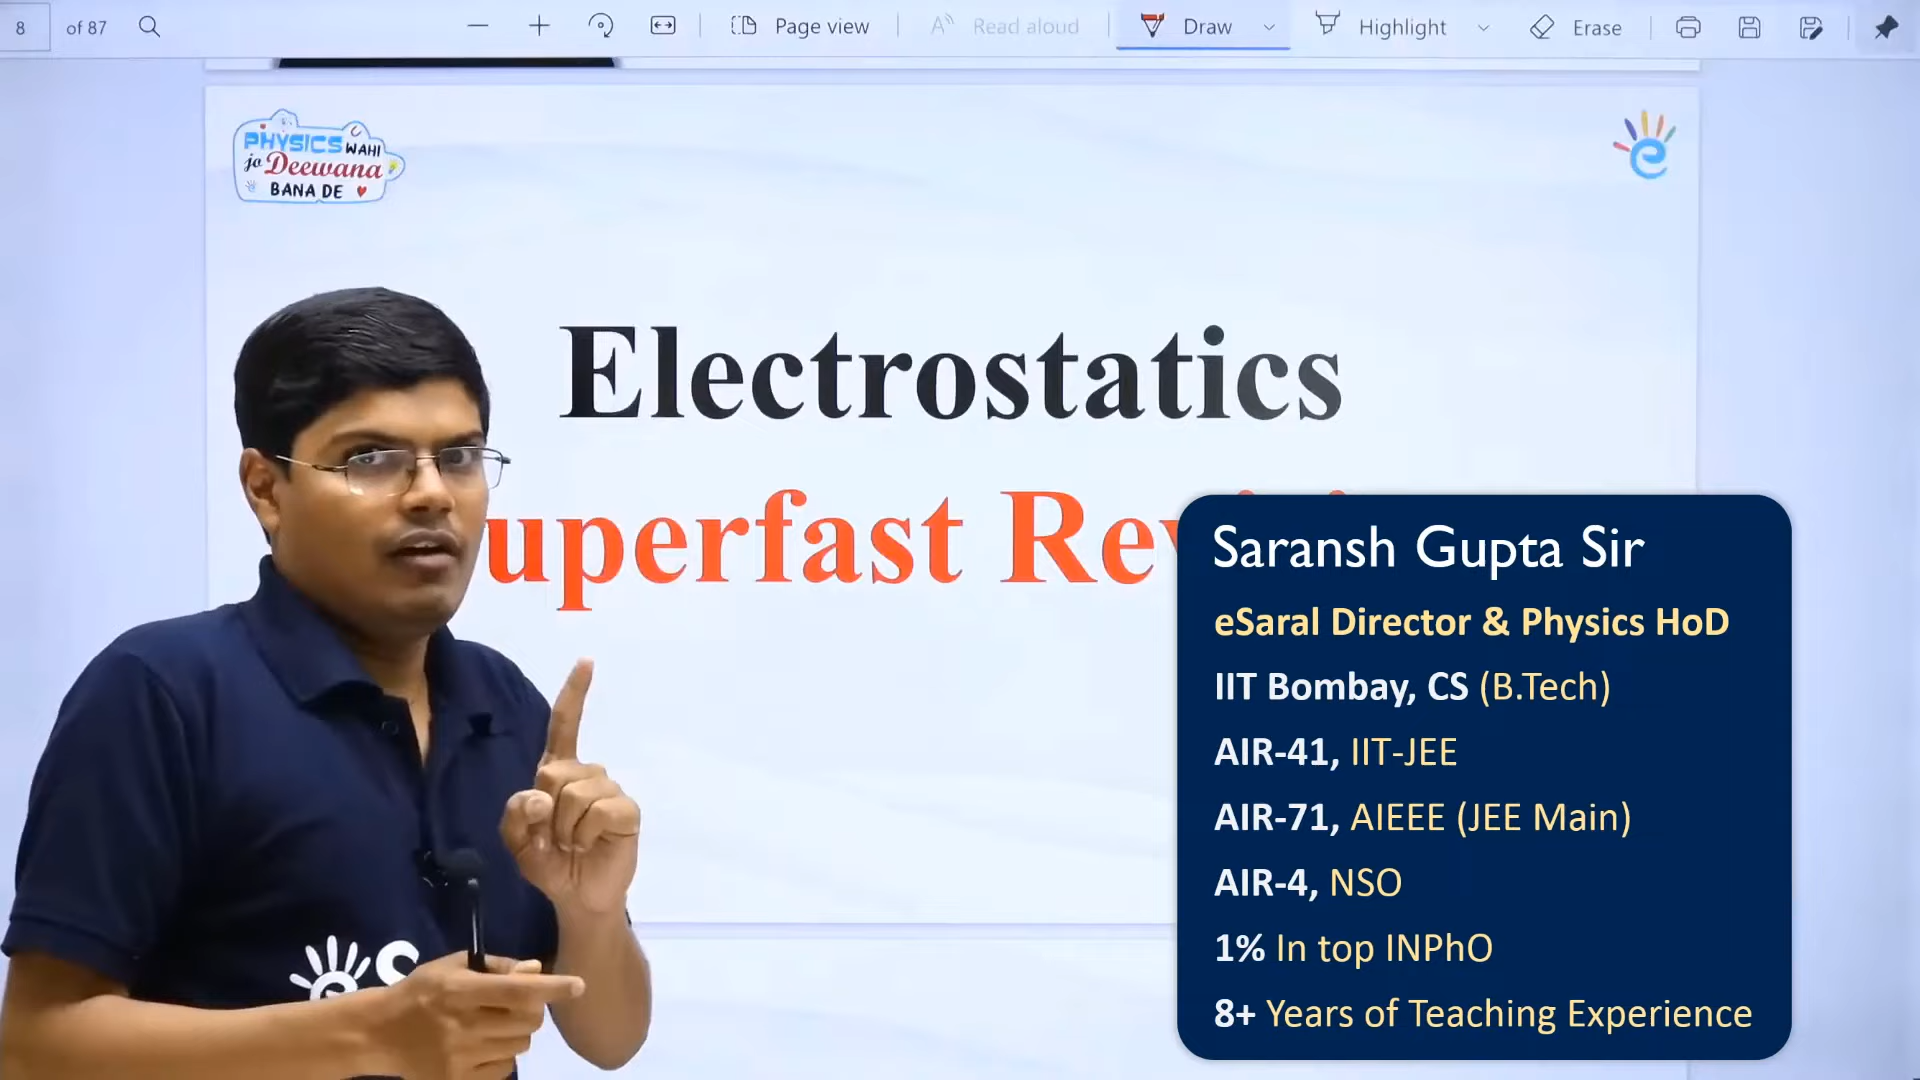 8 of 87 Page view Read aloud Draw Highlight Erase
PHYSICS WAHI
jo Deewana
BANA DE
e
Electrostatics
uperfast Rev
Saransh Gupta Sir
eSaral Director & Physics HoD
IIT Bombay, CS (B.Tech)
AIR-41, IIT-JEE
AIR-71, AIEEE (JEE Main)
AIR-4, NSO
1% In top INPhO
8+ Years of Teaching Experience